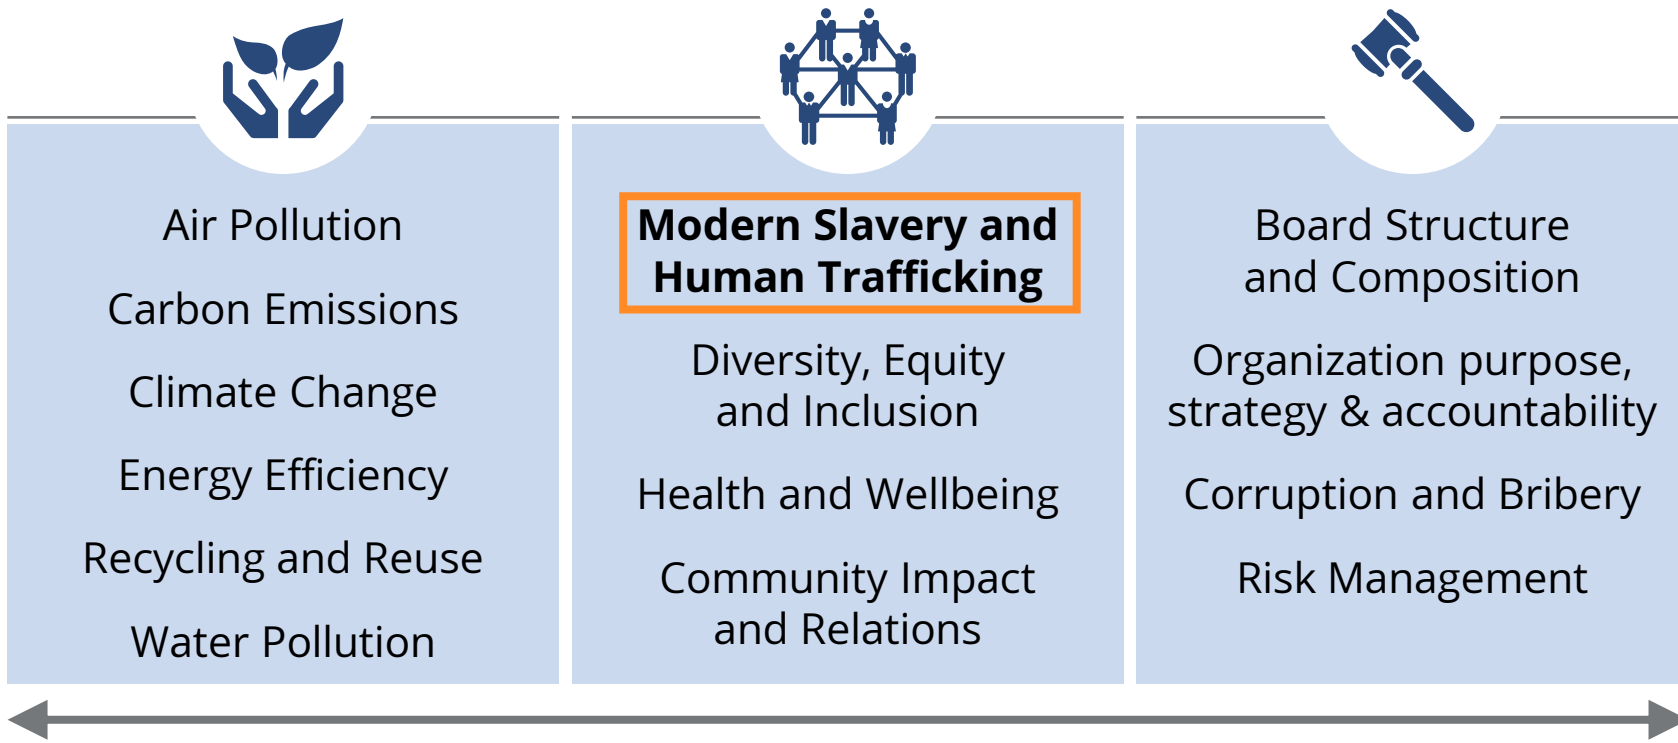 Air Pollution
Carbon Emissions
Climate Change
Energy Efficiency
Recycling and Reuse
Water Pollution
Modern Slavery and
Human Trafficking
Diversity, Equity
and Inclusion
Health and Wellbeing
Community Impact
and Relations
Board Structure
and Composition
Organization purpose,
strategy & accountability
Corruption and Bribery
Risk Management